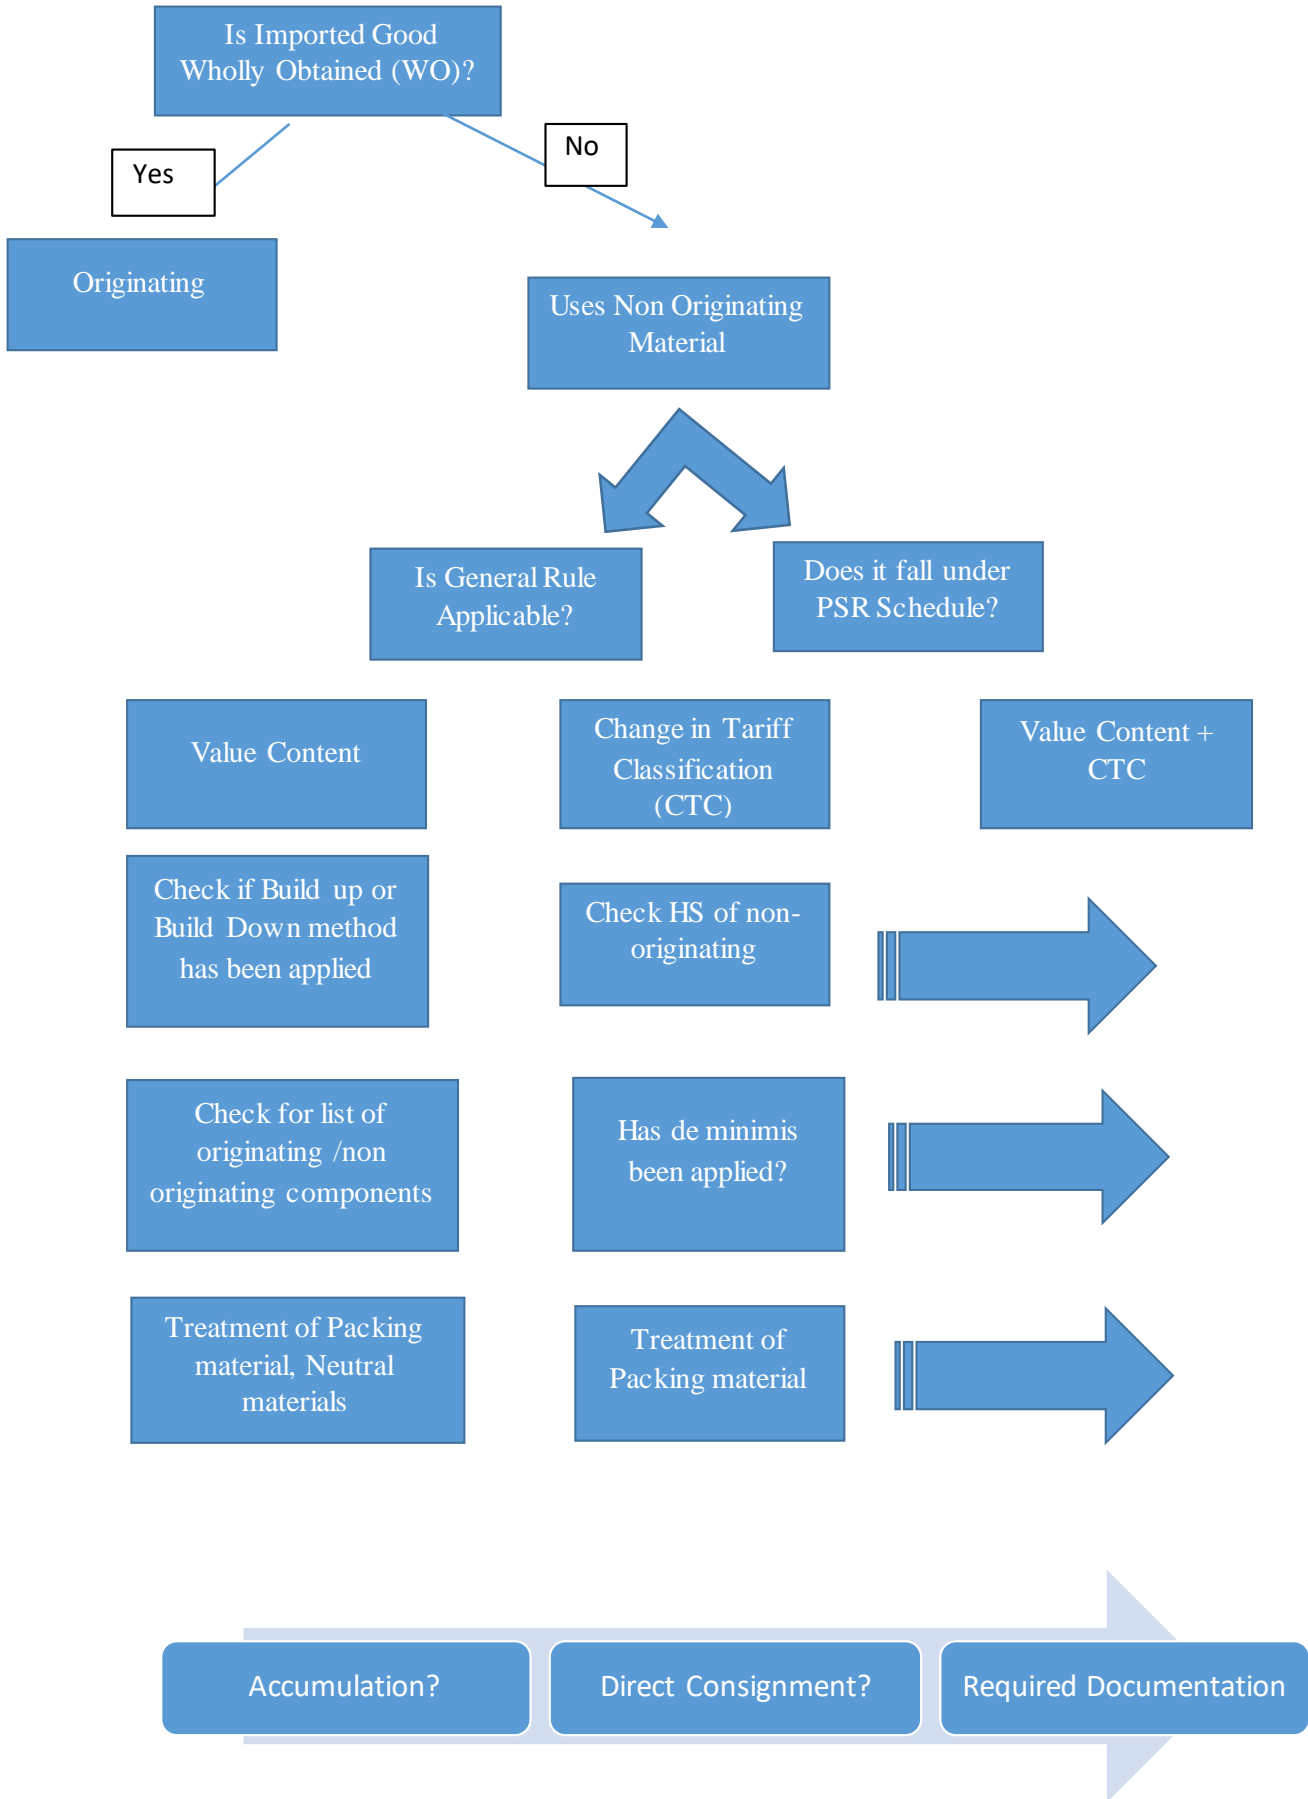 Is Imported Good
Wholly Obtained (WO)?
Yes
No
Originating
Uses Non Originating
Material
Is General Rule
Applicable?
Does it fall under
PSR Schedule?
Value Content
Change in Tariff
Classification
(CTC)
Value Content +
CTC
Check if Build up or
Build Down method
has been applied
Check HS of non-
originating
Check for list of
originating /non
originating components
Has de minimis
been applied?
Treatment of Packing
material, Neutral
materials
Treatment of
Packing material
Accumulation?
Direct Consignment?
Required Documentation